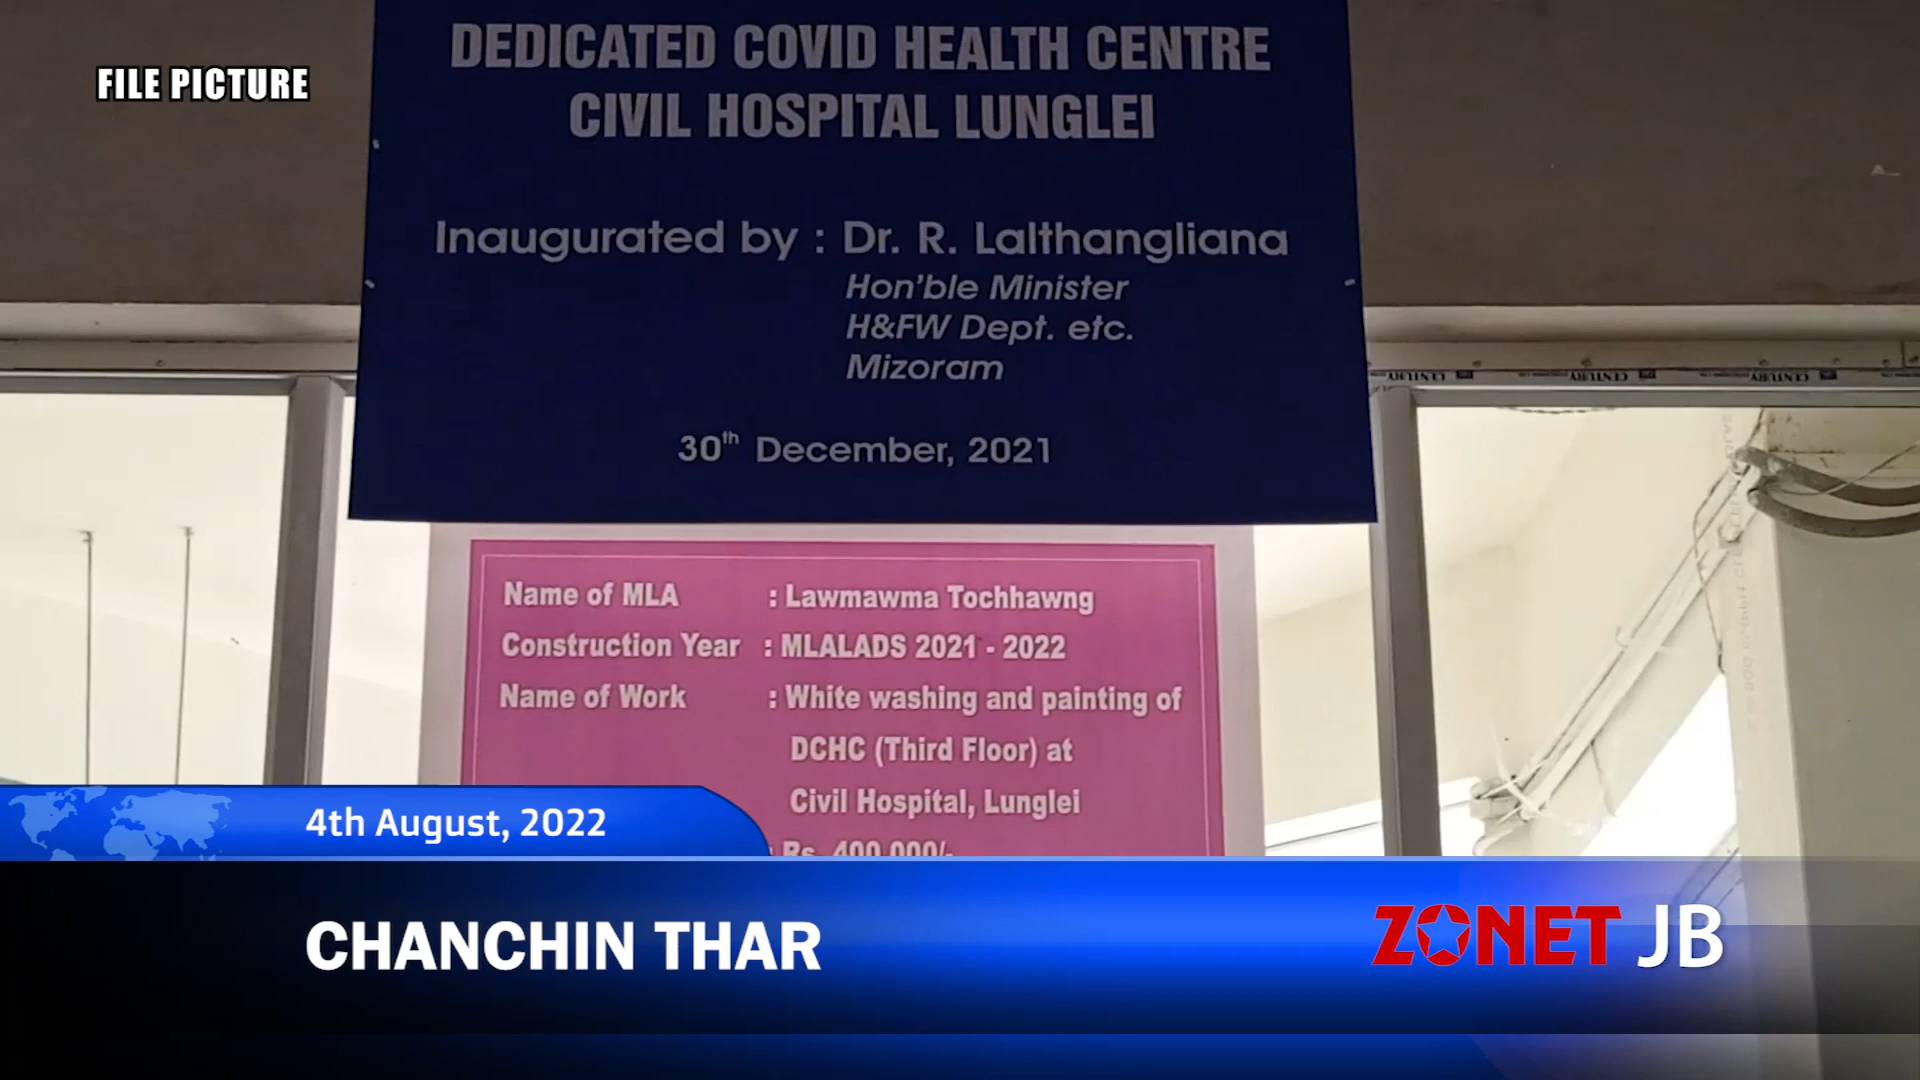 FILE PICTURE
DEDICATED COVID HEALTH CENTRE
CIVIL HOSPITAL LUNGLEI
Inaugurated by : Dr. R. Lalthangliana
Hon'ble Minister
H&FW Dept. etc.
Mizoram
30th December, 2021
CENTURY CENTURY CENTURY
Name of MLA : Lawmawma Tochhawng
Construction Year : MLALADS 2021 - 2022
Name of Work : White washing and painting of
DCHC (Third Floor) at
Civil Hospital, Lunglei
: Rs. 400,000/-
4th August, 2022
CHANCHIN THAR
ZONET JB